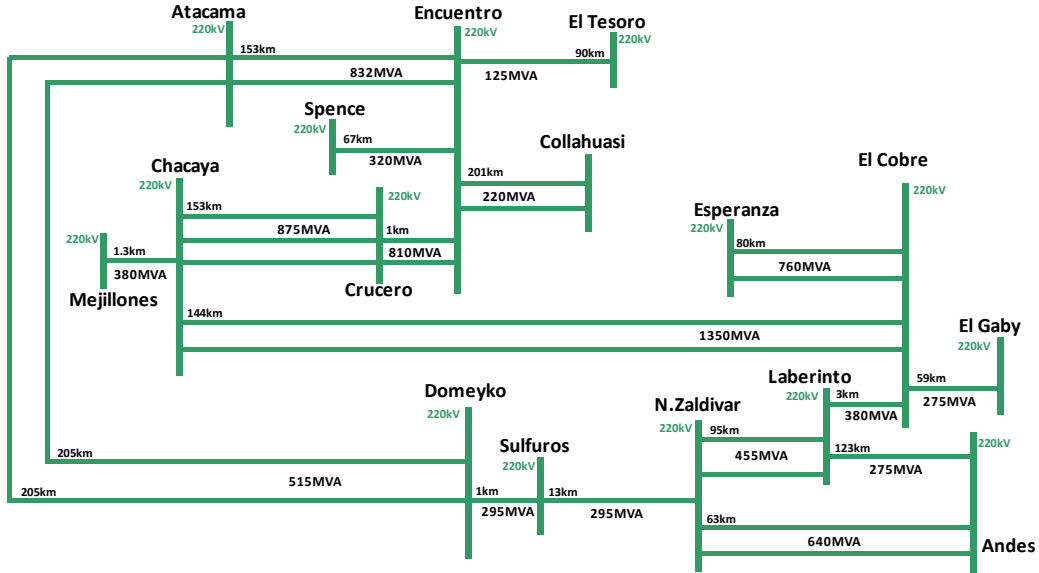 Atacama
220kV
153km
832MVA
Encuentro
220kV
El Tesoro
220kV
90km
125MVA
Spence
220kV
67km
320MVA
Collahuasi
201km
220MVA
Chacaya
220kV
153km
875MVA
220kV
1km
810MVA
Crucero
220kV
1.3km
380MVA
Mejillones
144km
1350MVA
El Cobre
220kV
Esperanza
220kV
80km
760MVA
El Gaby
220kV
59km
275MVA
Laberinto
220kV
3km
380MVA
Domeyko
220kV
N.Zaldivar
220kV
95km
455MVA
123km
275MVA
220kV
Sulfuros
220kV
205km
515MVA
205km
1km
295MVA
13km
295MVA
63km
640MVA
Andes